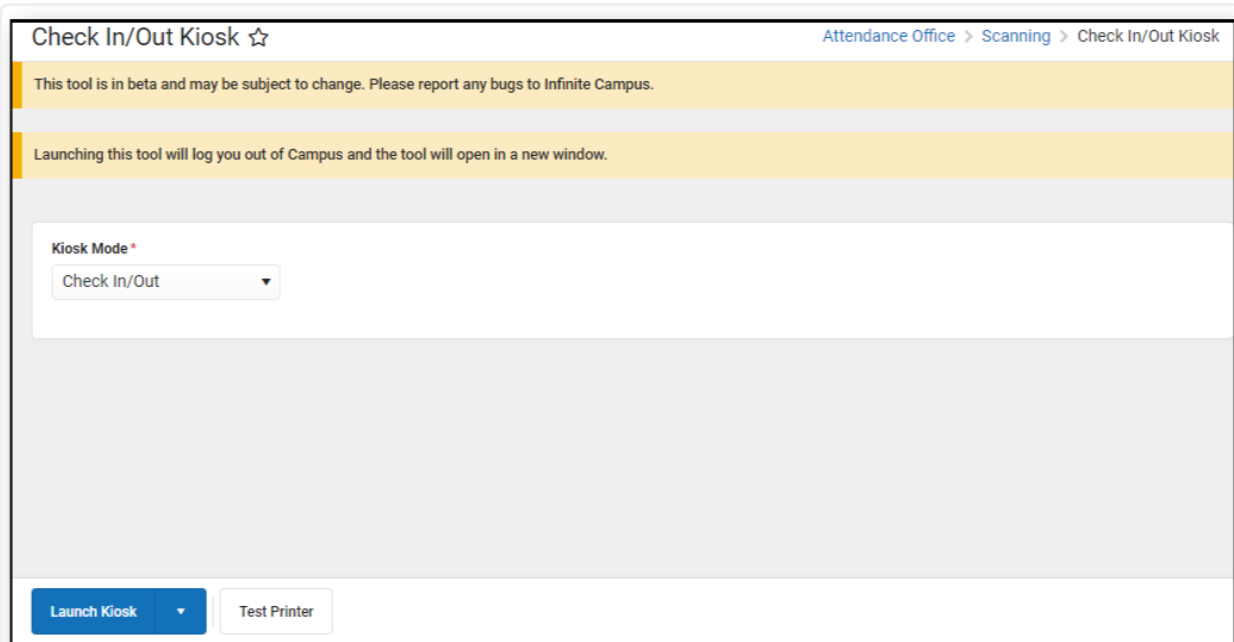 Check In/Out Kiosk
Attendance Office > Scanning > Check In/Out Kiosk
This tool is in beta and may be subject to change. Please report any bugs to Infinite Campus.
Launching this tool will log you out of Campus and the tool will open in a new window.
Kiosk Mode *
Check In/Out
Launch Kiosk
Test Printer